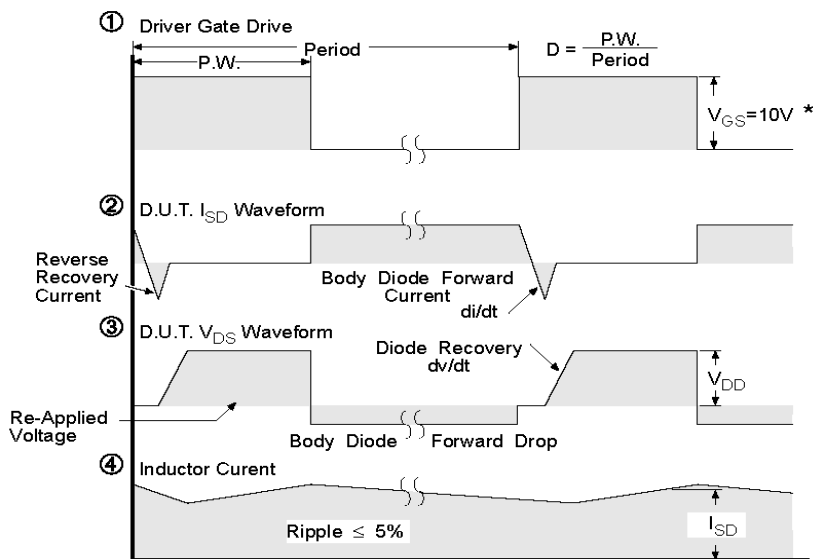 ① Driver Gate Drive
P.W.
Period
D = P.W.
Period
V_GS=10V *
② D.U.T. I_SD Waveform
Reverse
Recovery
Current
Body Diode Forward
Current
di/dt
③ D.U.T. V_DS Waveform
Diode Recovery
dv/dt
V_DD
Re-Applied
Voltage
Body Diode Forward Drop
④ Inductor Curent
Ripple ≤ 5%
I_SD